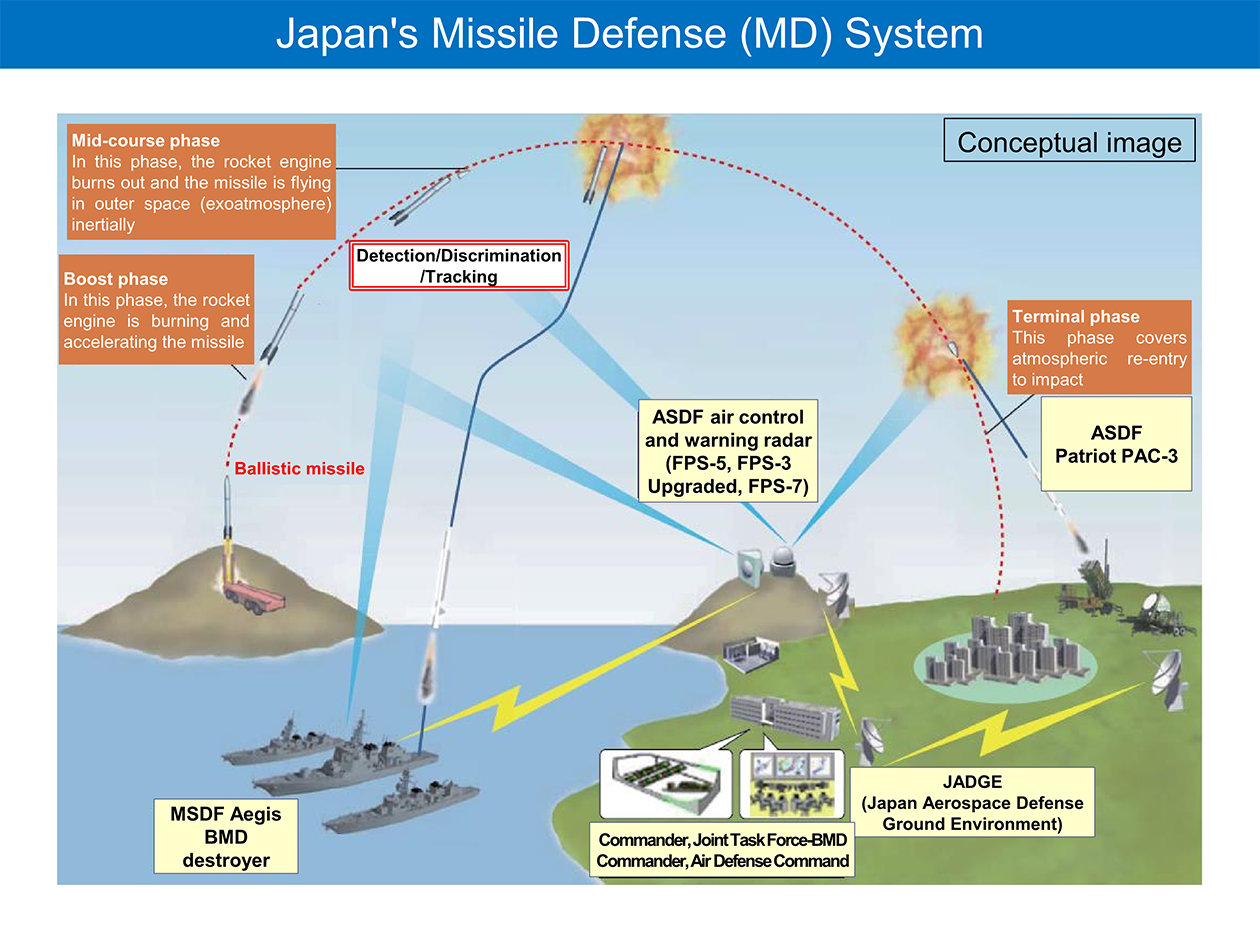 Japan's Missile Defense (MD) System
Conceptual image
Mid-course phase
In this phase, the rocket engine
burns out and the missile is flying
in outer space (exoatmosphere)
inertially
Detection/Discrimination
/Tracking
Boost phase
In this phase, the rocket
engine is burning and
accelerating the missile
Terminal phase
This phase covers
atmospheric re-entry
to impact
ASDF air control
and warning radar
(FPS-5, FPS-3
Upgraded, FPS-7)
ASDF
Patriot PAC-3
Ballistic missile
MSDF Aegis
BMD
destroyer
JADGE
(Japan Aerospace Defense
Ground Environment)
Commander, Joint Task Force-BMD
Commander, Air Defense Command